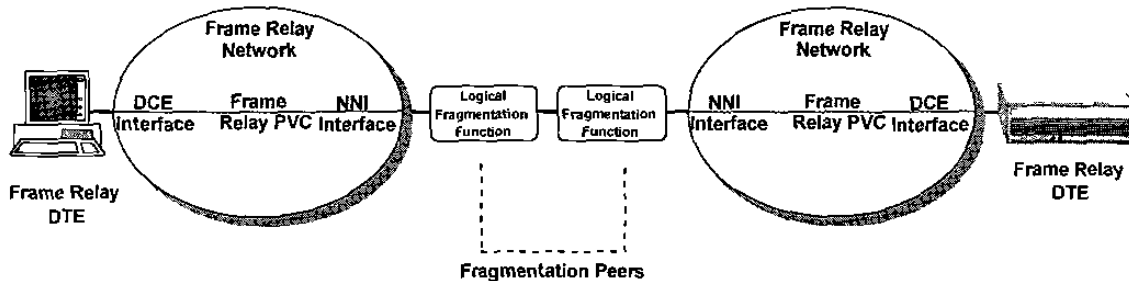 Frame Relay
Network
DCE
Interface
Frame
Relay PVC
NNI
Interface
Logical
Fragmentation
Function
Logical
Fragmentation
Function
Frame Relay
Network
NNI
Interface
Frame
Relay PVC
DCE
Interface
Frame Relay
DTE
Frame Relay
DTE
Fragmentation Peers